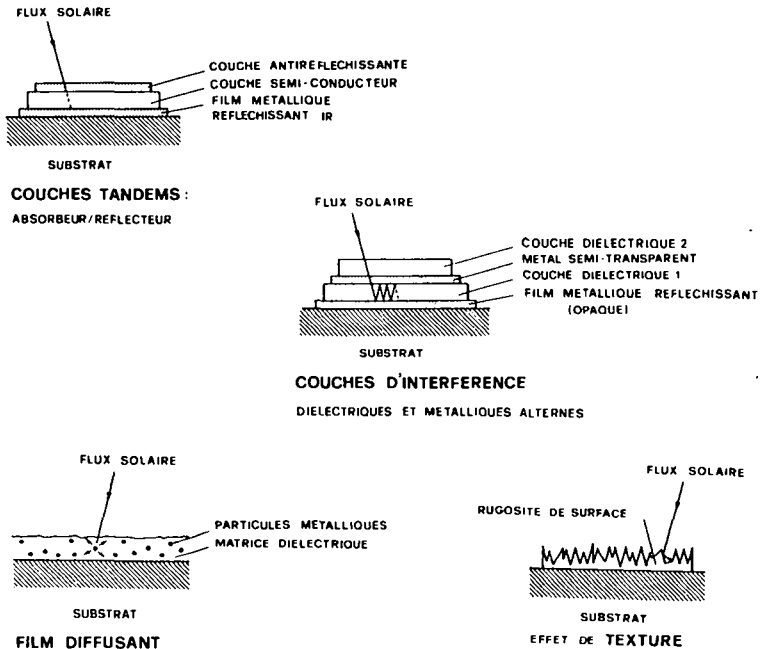 FLUX SOLAIRE
COUCHE ANTIREFLECHISSANTE
COUCHE SEMI-CONDUCTEUR
FILM METALLIQUE
REFLECHISSANT IR
SUBSTRAT
COUCHES TANDEMS :
ABSORBEUR/REFLECTEUR
FLUX SOLAIRE
COUCHE DIELECTRIQUE 2
METAL SEMI-TRANSPARENT
COUCHE DIELECTRIQUE 1
FILM METALLIQUE REFLECHISSANT
(OPAQUE)
SUBSTRAT
COUCHES D'INTERFERENCE
DIELECTRIQUES ET METALLIQUES ALTERNES
FLUX SOLAIRE
PARTICULES METALLIQUES
MATRICE DIELECTRIQUE
SUBSTRAT
FILM DIFFUSANT
FLUX SOLAIRE
RUGOSITE DE SURFACE
SUBSTRAT
EFFET DE TEXTURE